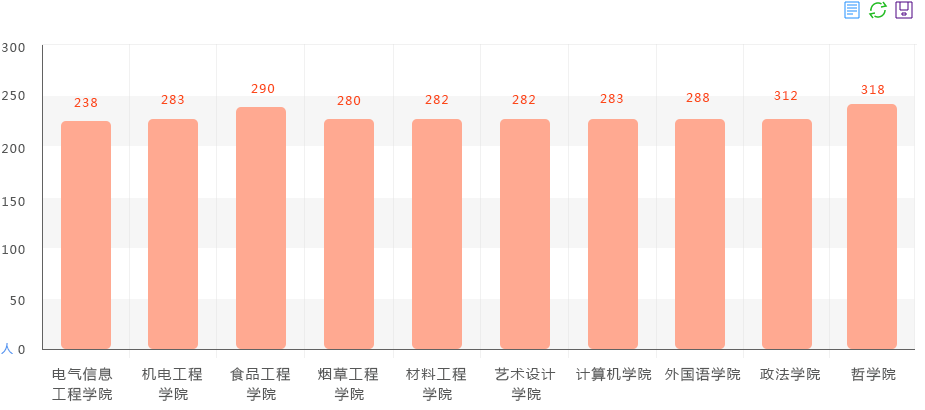 300
250
200
150
100
50
人 0
238
283
290
280
282
282
283
288
312
318
电气信息
工程学院
机电工程
学院
食品工程
学院
烟草工程
学院
材料工程
学院
艺术设计
学院
计算机学院
外国语学院
政法学院
哲学院